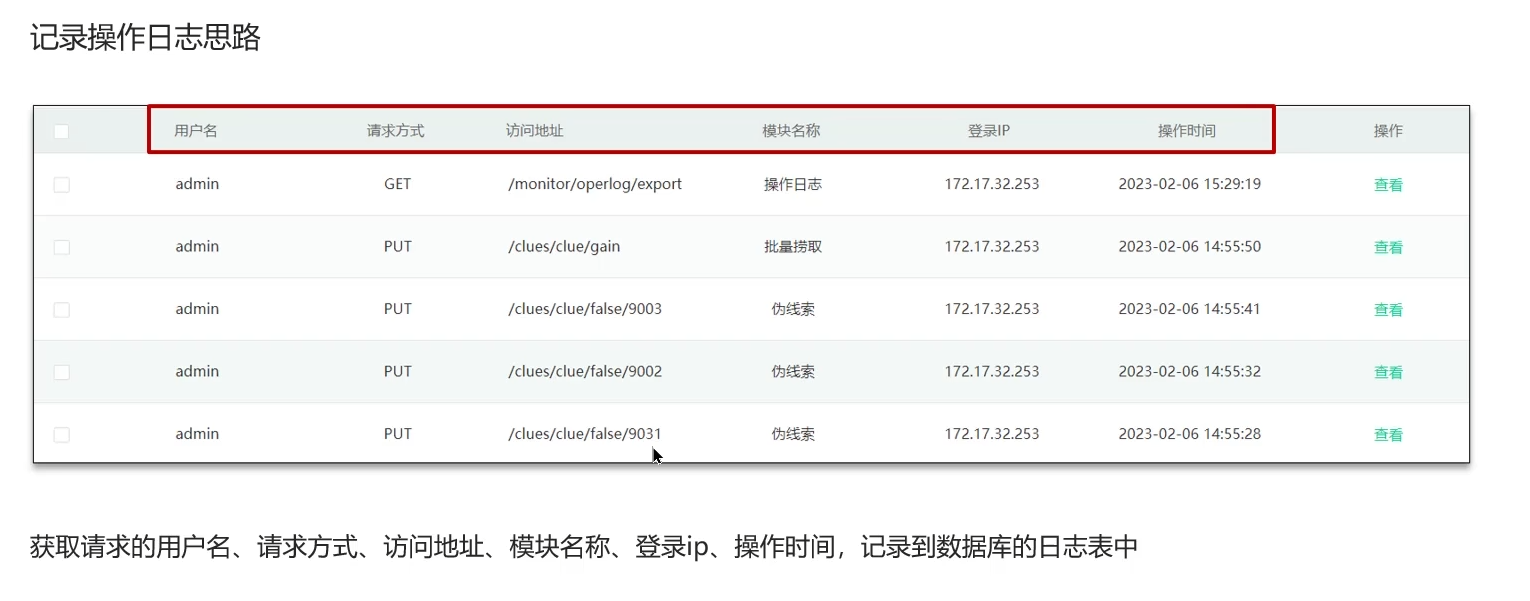 记录操作日志思路
用户名 请求方式 访问地址 模块名称 登录IP 操作时间 操作
admin GET /monitor/operlog/export 操作日志 172.17.32.253 2023-02-06 15:29:19 查看
admin PUT /clues/clue/gain 批量捞取 172.17.32.253 2023-02-06 14:55:50 查看
admin PUT /clues/clue/false/9003 伪线索 172.17.32.253 2023-02-06 14:55:41 查看
admin PUT /clues/clue/false/9002 伪线索 172.17.32.253 2023-02-06 14:55:32 查看
admin PUT /clues/clue/false/9031 伪线索 172.17.32.253 2023-02-06 14:55:28 查看
获取请求的用户名、请求方式、访问地址、模块名称、登录ip、操作时间，记录到数据库的日志表中